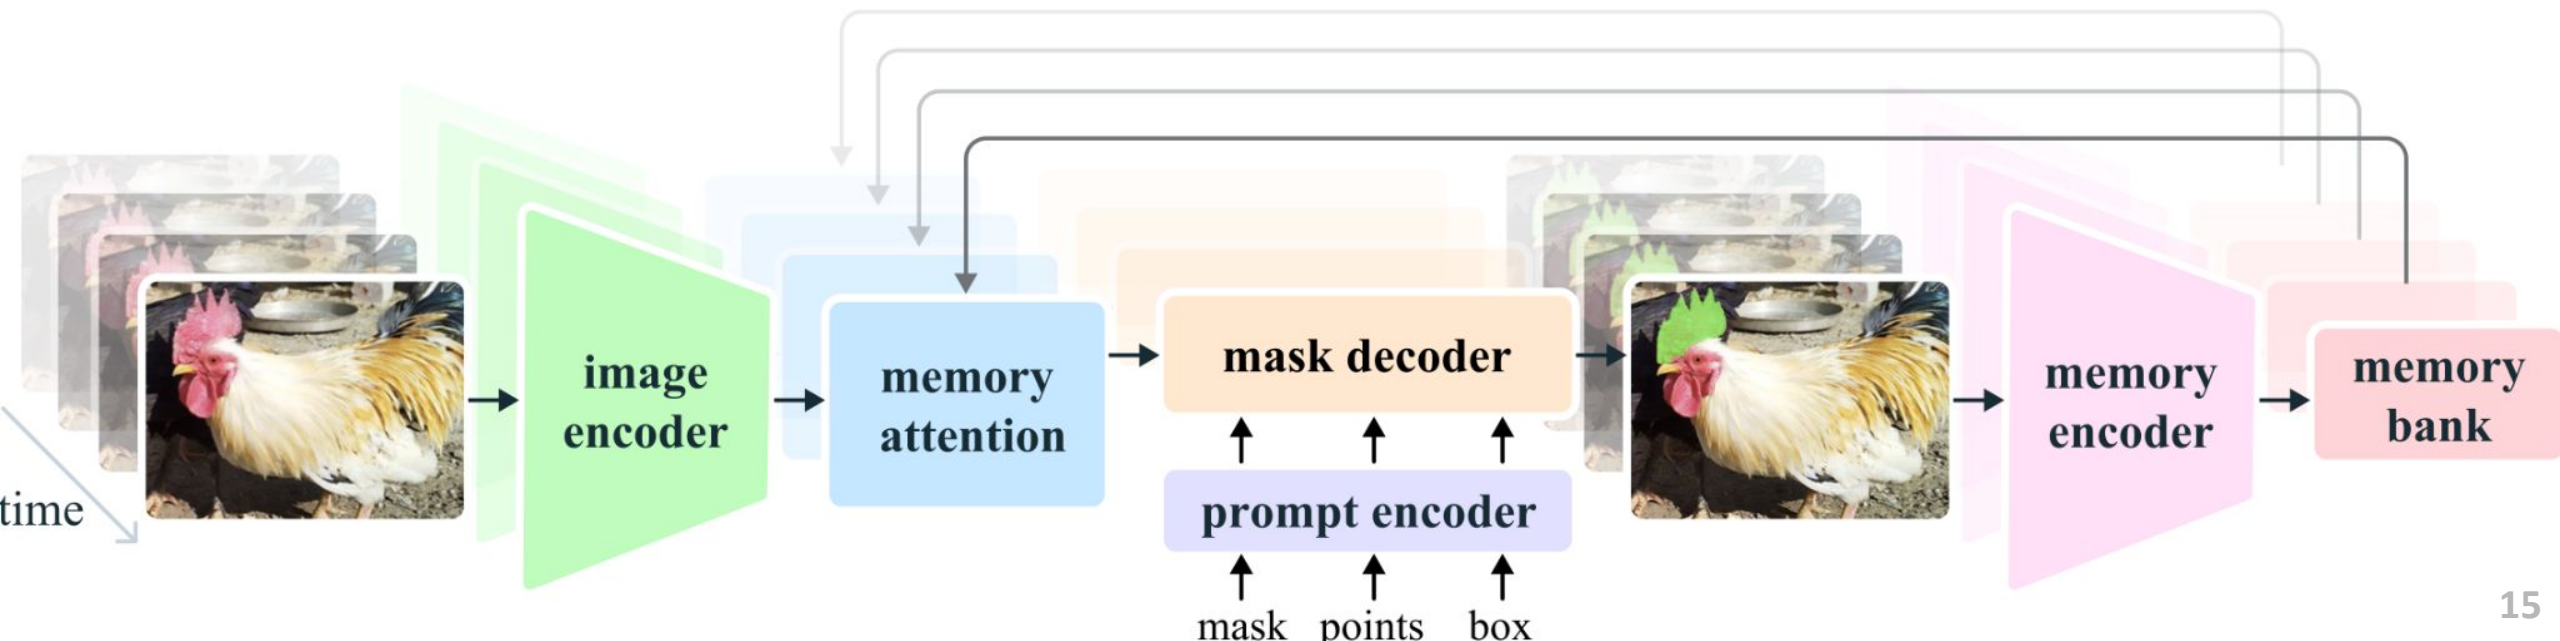 time
image
encoder
memory
attention
mask decoder
prompt encoder
mask points box
memory
encoder
memory
bank
15